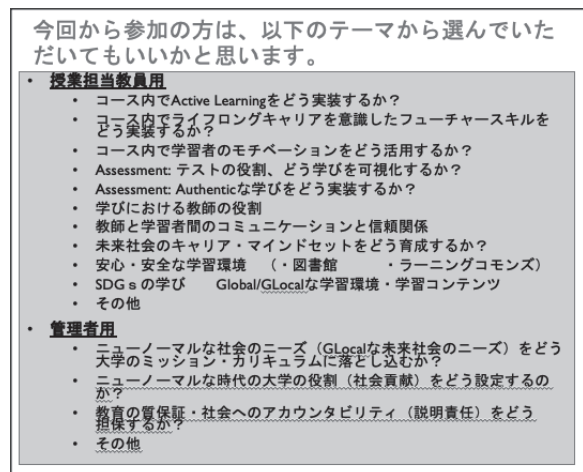 今回から参加の方は、以下のテーマから選んでいた
だいてもいいかと思います。
• 授業担当教員用
• コース内でActive Learningをどう実装するか？
• コース内でライフロングキャリアを意識したフューチャースキルを
どう実装するか？
• コース内で学習者のモチベーションをどう活用するか？
• Assessment: テストの役割、どう学びを可視化するか？
• Assessment: Authenticな学びをどう実装するか？
• 学びにおける教師の役割
• 教師と学習者間のコミュニケーションと信頼関係
• 未来社会のキャリア・マインドセットをどう育成するか？
• 安心・安全な学習環境　（・図書館　　・ラーニングコモンズ）
• SDGｓの学び　Global/GLocalな学習環境・学習コンテンツ
• その他
• 管理者用
• ニューノーマルな社会のニーズ（GLocalな未来社会のニーズ）をどう
大学のミッション・カリキュラムに落とし込むか？
• ニューノーマルな時代の大学の役割（社会貢献）をどう設定するの
か？
• 教育の質保証・社会へのアカウンタビリティ（説明責任）をどう
担保するか？
• その他